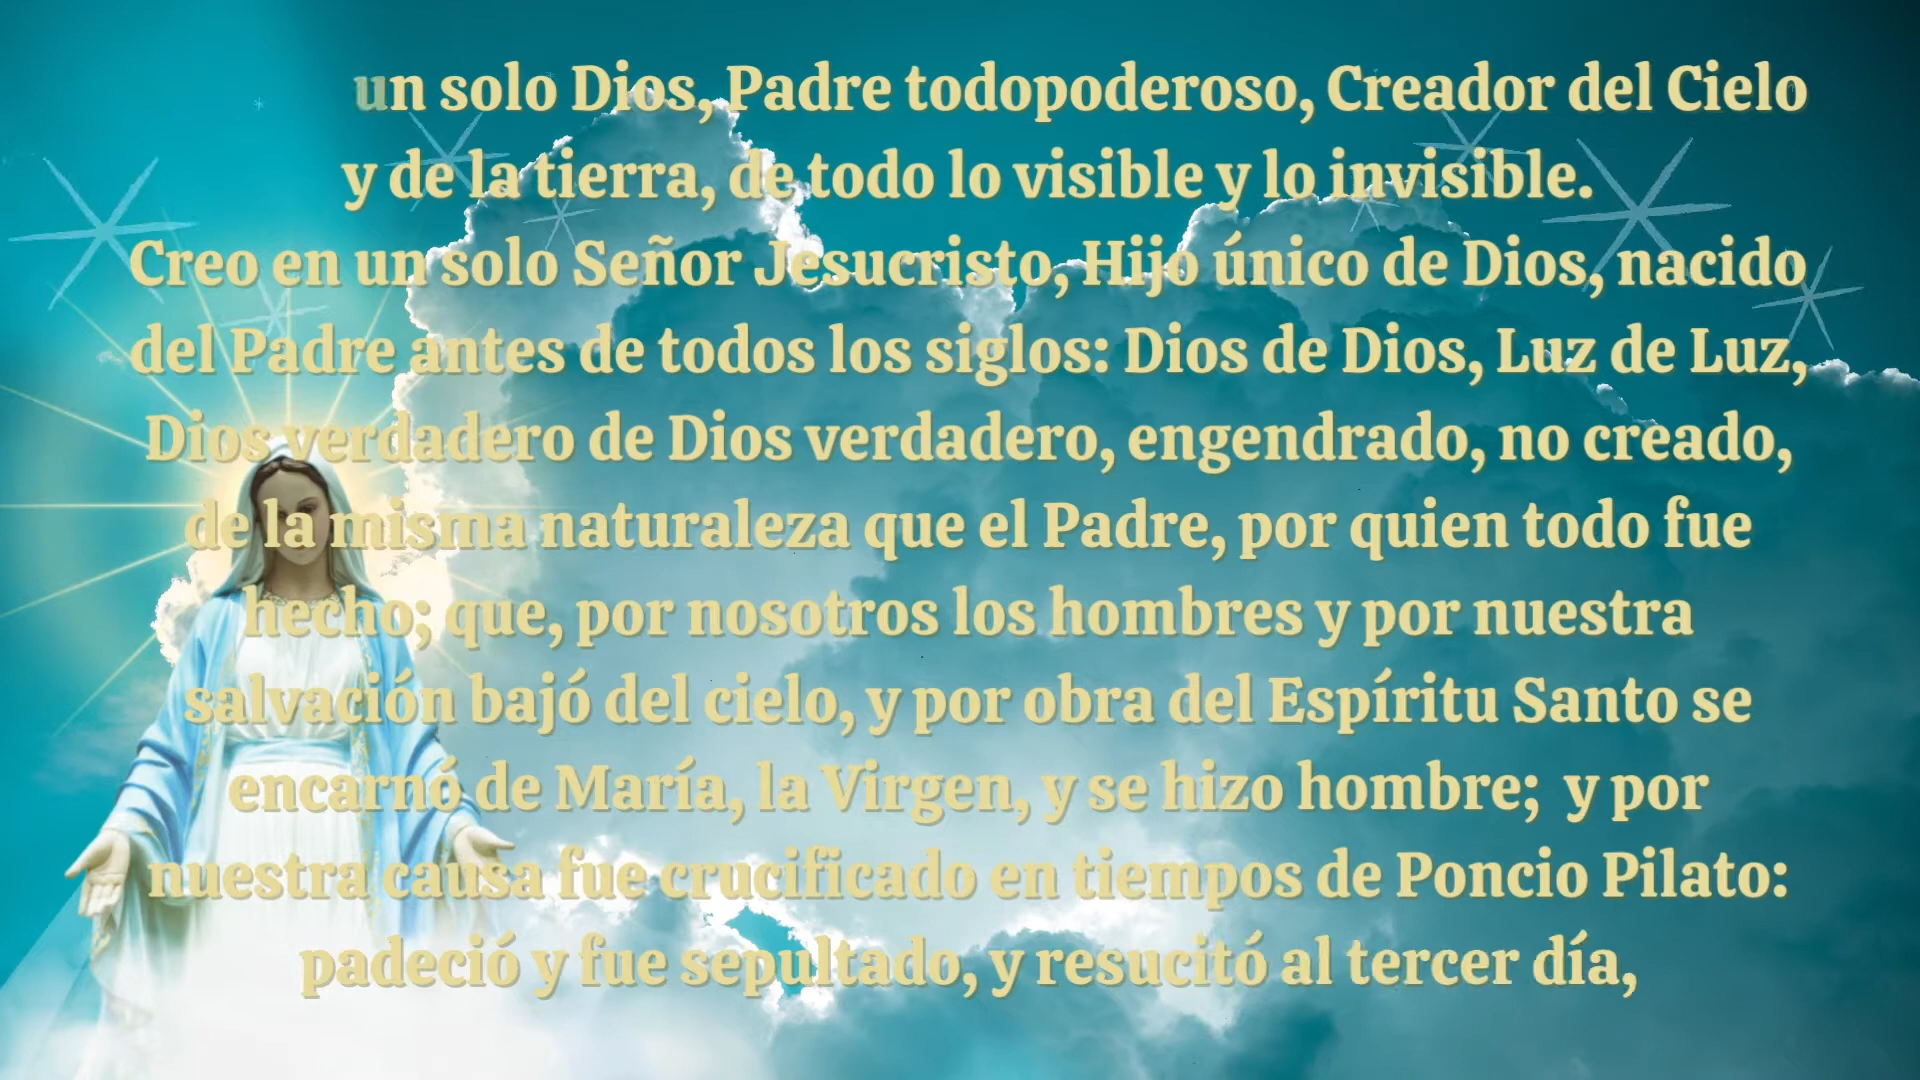 un solo Dios, Padre todopoderoso, Creador del Cielo
y de la tierra, de todo lo visible y lo invisible.
Creo en un solo Señor Jesucristo, Hijo único de Dios, nacido
del Padre antes de todos los siglos: Dios de Dios, Luz de Luz,
Dios verdadero de Dios verdadero, engendrado, no creado,
de la misma naturaleza que el Padre, por quien todo fue
hecho; que, por nosotros los hombres y por nuestra
salvación bajó del cielo, y por obra del Espíritu Santo se
encarnó de María, la Virgen, y se hizo hombre; y por
nuestra causa fue crucificado en tiempos de Poncio Pilato:
padeció y fue sepultado, y resucitó al tercer día,